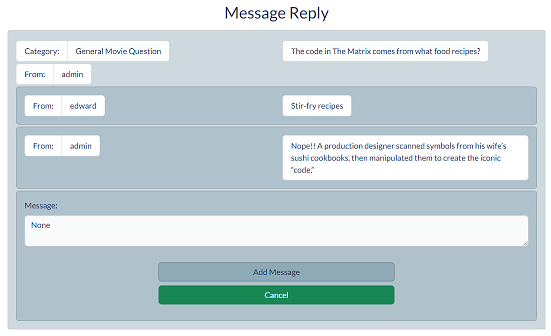 Message Reply
Category: General Movie Question
The code in The Matrix comes from what food recipes?
From: admin
From: edward
Stir-fry recipes
From: admin
Nope!! A production designer scanned symbols from his wife's
sushi cookbooks, then manipulated them to create the iconic
"code."
Message:
None
Add Message
Cancel